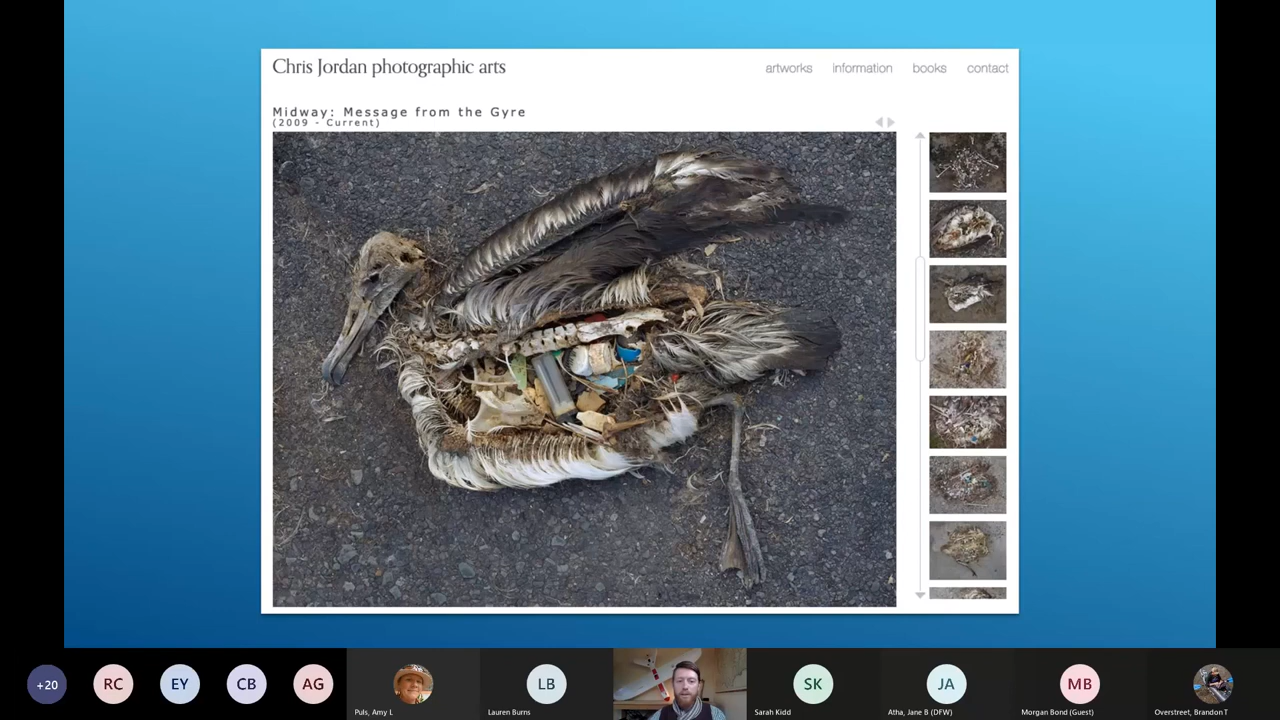 Chris Jordan photographic arts
artworks information books contact
Midway: Message from the Gyre
(2009 - Current)
+20 RC EY CB AG LB SK JA MB
Puls, Amy L Lauren Burns Sarah Kidd Atha, Jane B (DFW) Morgan Bond (Guest) Overstreet, Brandon T